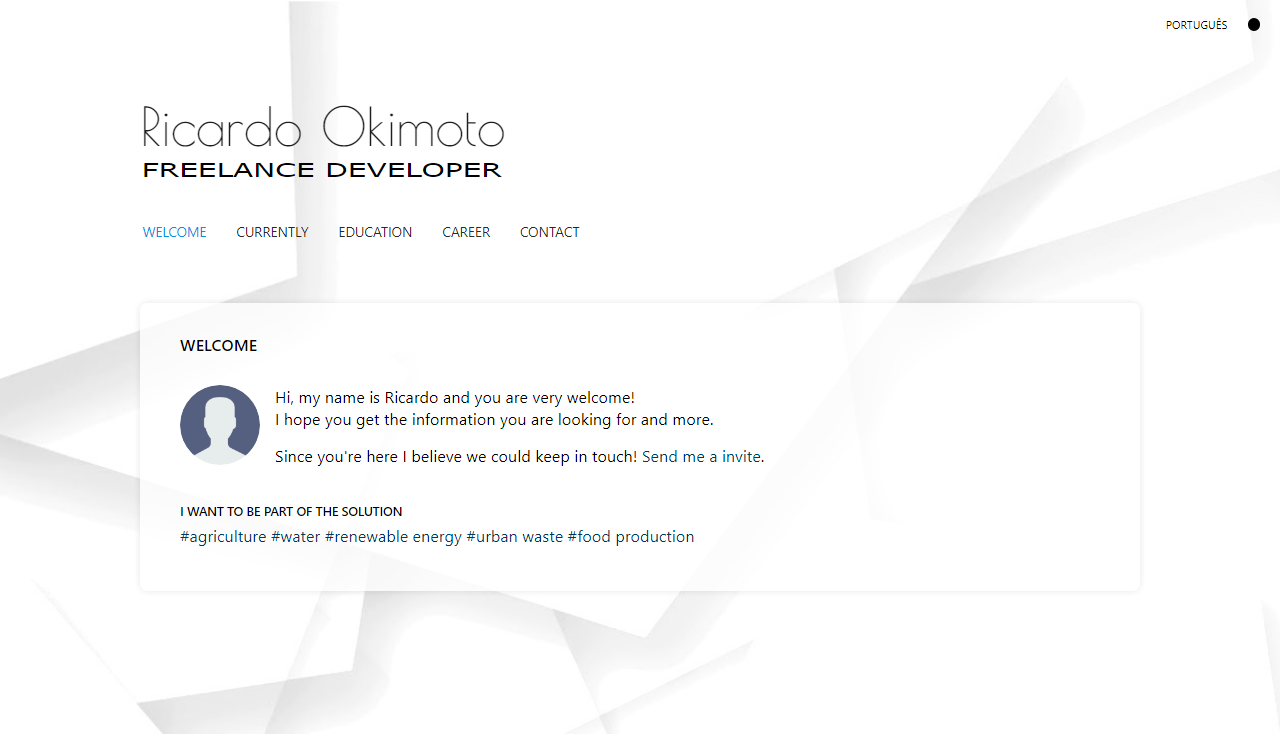 PORTUGUÊS
Ricardo Okimoto
FREELANCE DEVELOPER
WELCOME CURRENTLY EDUCATION CAREER CONTACT
WELCOME
Hi, my name is Ricardo and you are very welcome!
I hope you get the information you are looking for and more.
Since you're here I believe we could keep in touch! Send me a invite.
I WANT TO BE PART OF THE SOLUTION
#agriculture #water #renewable energy #urban waste #food production